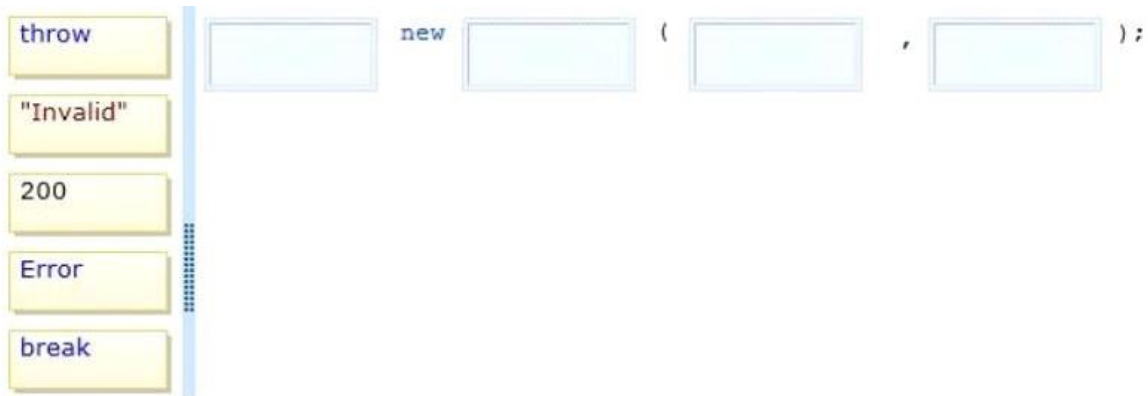 throw
"Invalid"
200
Error
break
new ( , );